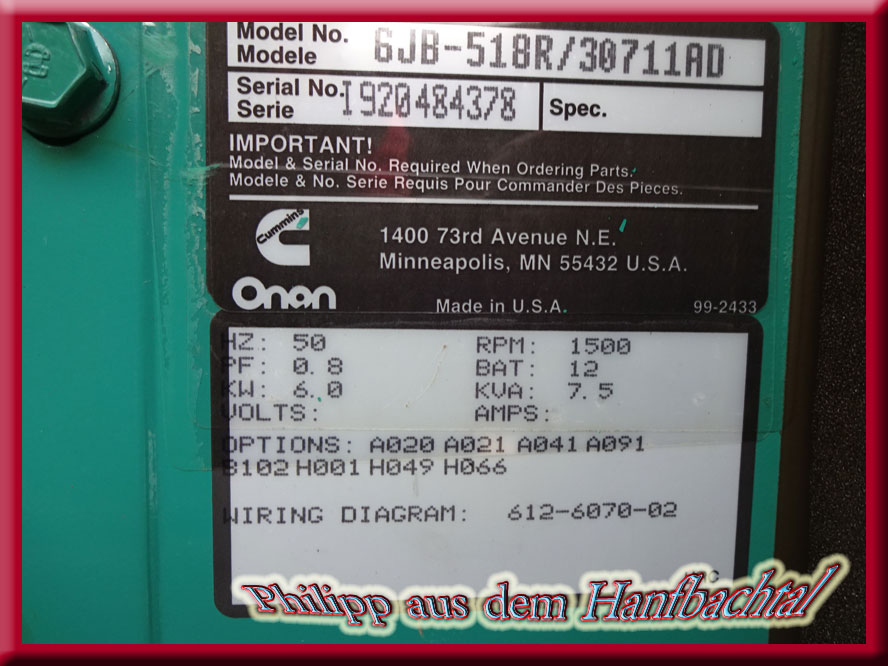 Model No. 6JB-518R/30711AD
Modele
Serial No. I920484378 Spec.
Serie
IMPORTANT!
Model & Serial No. Required When Ordering Parts.
Modele & No. Serie Requis Pour Commander Des Pieces.
Cummins
1400 73rd Avenue N.E.
Minneapolis, MN 55432 U.S.A.
Onan
Made in U.S.A. 99-2433
HZ: 50 RPM: 1500
PF: 0.8 BAT: 12
KW: 6.0 KVA: 7.5
VOLTS: AMPS:
OPTIONS: A020 A021 A041 A091
B102 H001 H049 H066
WIRING DIAGRAM: 612-6070-02
C
Philipp aus dem Hanfbachtal